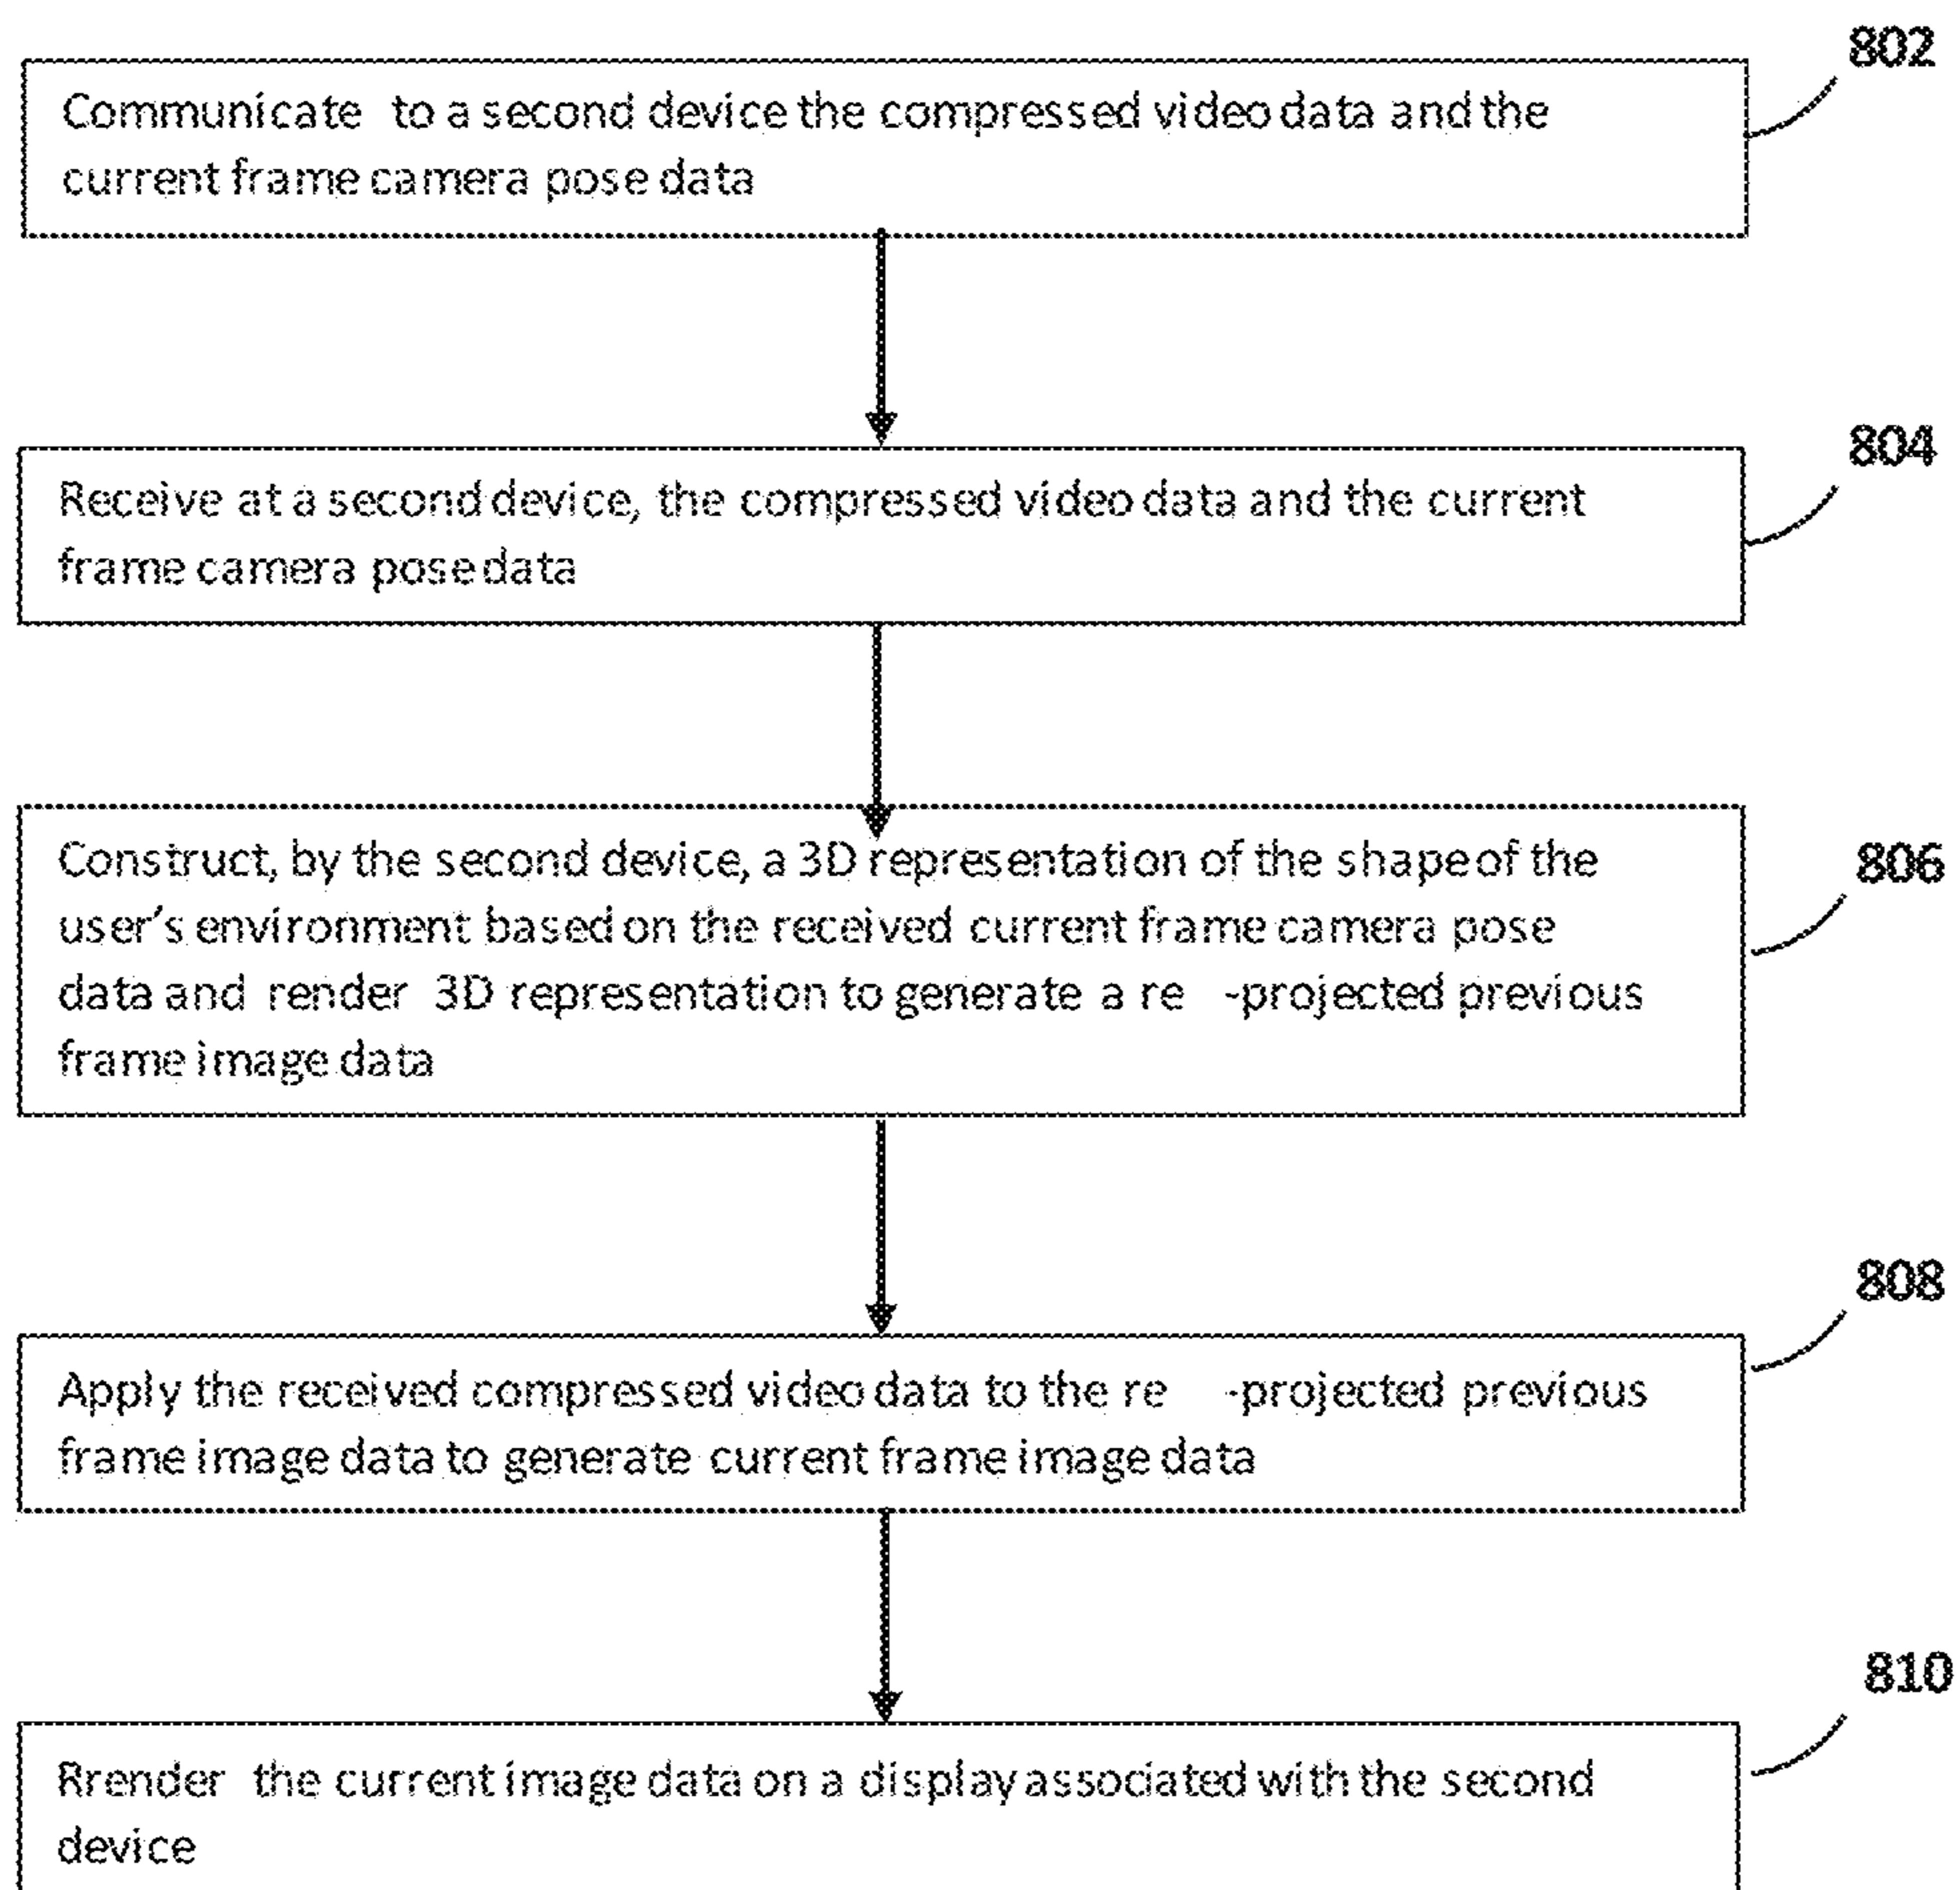 802
Communicate to a second device the compressed video data and the
current frame camera pose data
804
Receive at a second device, the compressed video data and the current
frame camera pose data
806
Construct, by the second device, a 3D representation of the shape of the
user's environment based on the received current frame camera pose
data and render 3D representation to generate a re -projected previous
frame image data
808
Apply the received compressed video data to the re -projected previous
frame image data to generate current frame image data
810
Rrender the current image data on a display associated with the second
device